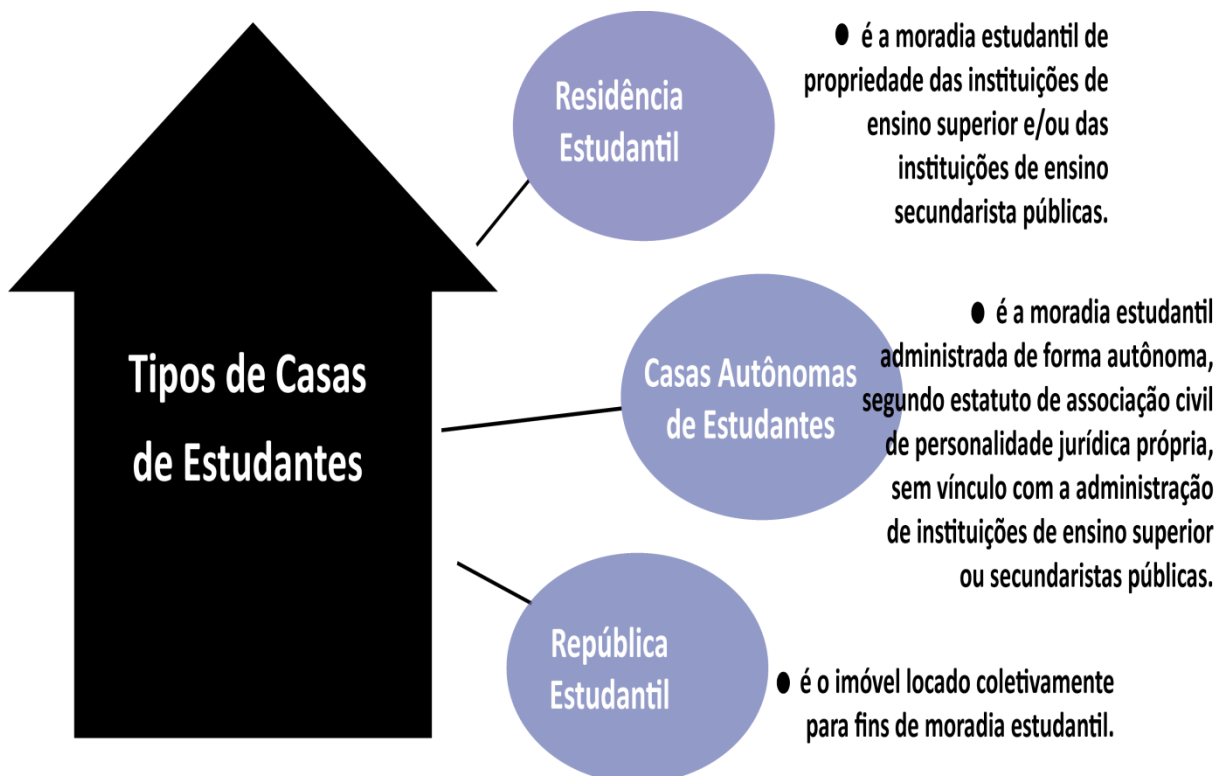 Tipos de Casas
de Estudantes
Residência
Estudantil
● é a moradia estudantil de
propriedade das instituições de
ensino superior e/ou das
instituições de ensino
secundarista públicas.
Casas Autônomas
de Estudantes
● é a moradia estudantil
administrada de forma autônoma,
segundo estatuto de associação civil
de personalidade jurídica própria,
sem vínculo com a administração
de instituições de ensino superior
ou secundaristas públicas.
República
Estudantil
● é o imóvel locado coletivamente
para fins de moradia estudantil.